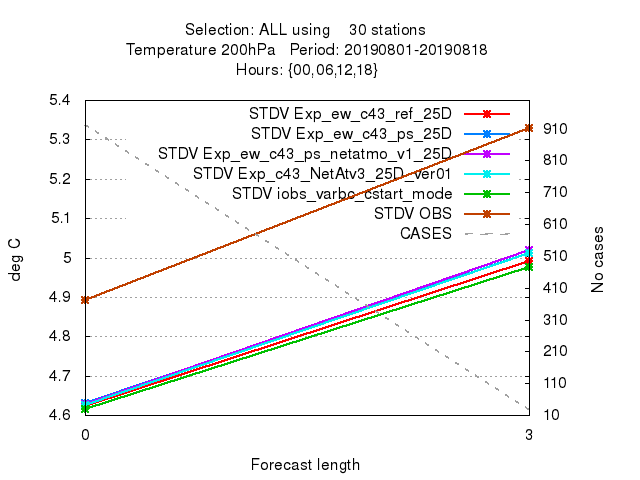 Selection: ALL using    30 stations
Temperature 200hPa   Period: 20190801-20190818
Hours: {00,06,12,18}
5.4
5.3
5.2
5.1
5
4.9
4.8
4.7
4.6
deg C
STDV Exp_ew_c43_ref_25D
STDV Exp_ew_c43_ps_25D
STDV Exp_ew_c43_ps_netatmo_v1_25D
STDV Exp_c43_NetAtv3_25D_ver01
STDV iobs_varbc_cstart_mode
STDV OBS
CASES
910
810
710
610
510
410
310
210
110
10
No cases
0
3
Forecast length